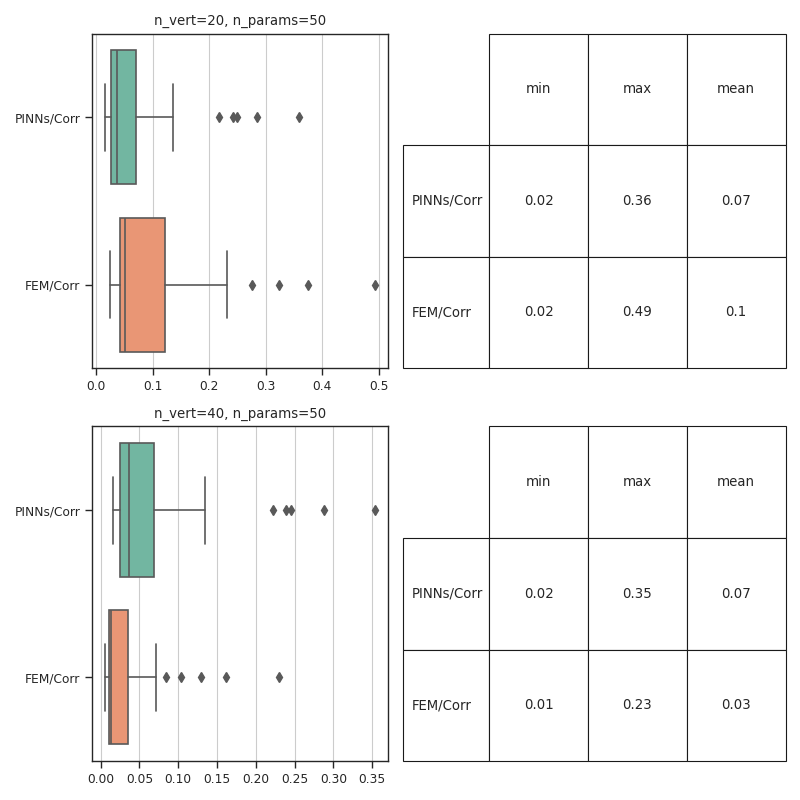 n_vert=20, n_params=50
PINNs/Corr
FEM/Corr
0.0 0.1 0.2 0.3 0.4 0.5
min max mean
PINNs/Corr 0.02 0.36 0.07
FEM/Corr 0.02 0.49 0.1
n_vert=40, n_params=50
PINNs/Corr
FEM/Corr
0.00 0.05 0.10 0.15 0.20 0.25 0.30 0.35
min max mean
PINNs/Corr 0.02 0.35 0.07
FEM/Corr 0.01 0.23 0.03